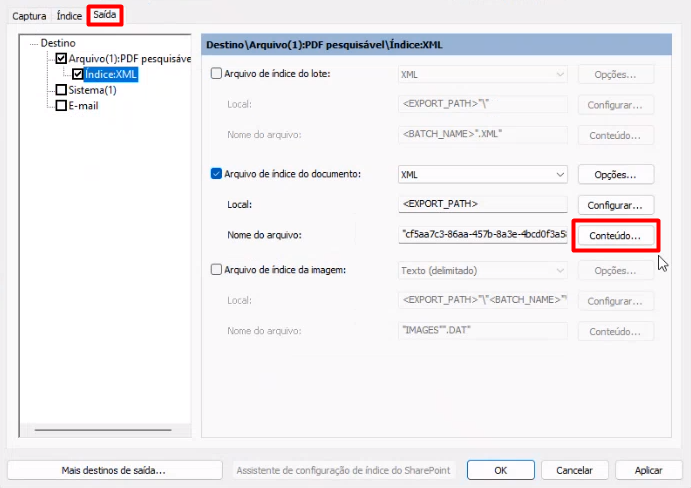 Captura Índice Saída
Destino
Arquivo(1):PDF pesquisáve
Índice:XML
Sistema(1)
E-mail
Destino\Arquivo(1):PDF pesquisável\Índice:XML
Arquivo de índice do lote: XML Opções...
Local: <EXPORT_PATH>"\" Configurar...
Nome do arquivo: <BATCH_NAME>".XML" Conteúdo...
Arquivo de índice do documento: XML Opções...
Local: <EXPORT_PATH> Configurar...
Nome do arquivo: "cf5aa7c3-86aa-457b-8a3e-4bcd0f3a58 Conteúdo...
Arquivo de índice da imagem: Texto (delimitado) Opções...
Local: <EXPORT_PATH>"\"<BATCH_NAME>"\ Configurar...
Nome do arquivo: "IMAGES"".DAT" Conteúdo...
Mais destinos de saída... Assistente de configuração de índice do SharePoint OK Cancelar Aplicar